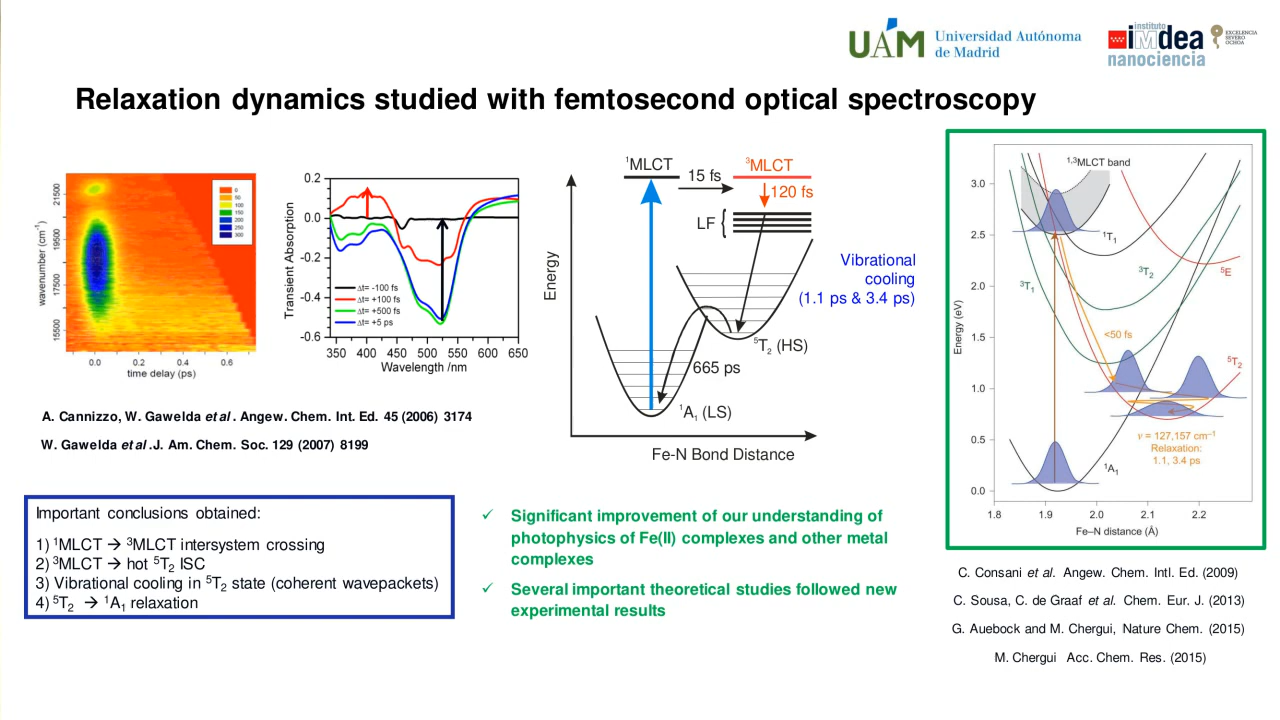 UAM Universidad Autónoma
de Madrid
instituto
imdea
nanociencia
EXCELENCIA
SEVERO
OCHOA
Relaxation dynamics studied with femtosecond optical spectroscopy
wavenumber (cm⁻¹)
21500
19500
17500
15500
0
50
100
150
200
250
300
0.0 0.2 0.4 0.6
time delay (ps)
Transient Absorption
0.2
0.0
-0.2
-0.4
-0.6
Δt= -100 fs
Δt= +100 fs
Δt= +500 fs
Δt= +5 ps
350 400 450 500 550 600 650
Wavelength /nm
¹MLCT
15 fs
³MLCT
120 fs
LF
Energy
Vibrational
cooling
(1.1 ps & 3.4 ps)
⁵T₂ (HS)
665 ps
¹A₁ (LS)
Fe-N Bond Distance
¹,³MLCT band
3.0
2.5
2.0
1.5
1.0
0.5
0.0
Energy (eV)
¹T₁
³T₂
⁵E
³T₁
<50 fs
⁵T₂
ν = 127,157 cm⁻¹
Relaxation:
1.1, 3.4 ps
¹A₁
1.8 1.9 2.0 2.1 2.2
Fe–N distance (Å)
A. Cannizzo, W. Gawelda et al . Angew. Chem. Int. Ed. 45 (2006) 3174
W. Gawelda et al .J. Am. Chem. Soc. 129 (2007) 8199
Important conclusions obtained:
1) ¹MLCT → ³MLCT intersystem crossing
2) ³MLCT → hot ⁵T₂ ISC
3) Vibrational cooling in ⁵T₂ state (coherent wavepackets)
4) ⁵T₂ → ¹A₁ relaxation
✓ Significant improvement of our understanding of
photophysics of Fe(II) complexes and other metal
complexes
✓ Several important theoretical studies followed new
experimental results
C. Consani et al. Angew. Chem. Intl. Ed. (2009)
C. Sousa, C. de Graaf et al. Chem. Eur. J. (2013)
G. Auebock and M. Chergui, Nature Chem. (2015)
M. Chergui Acc. Chem. Res. (2015)